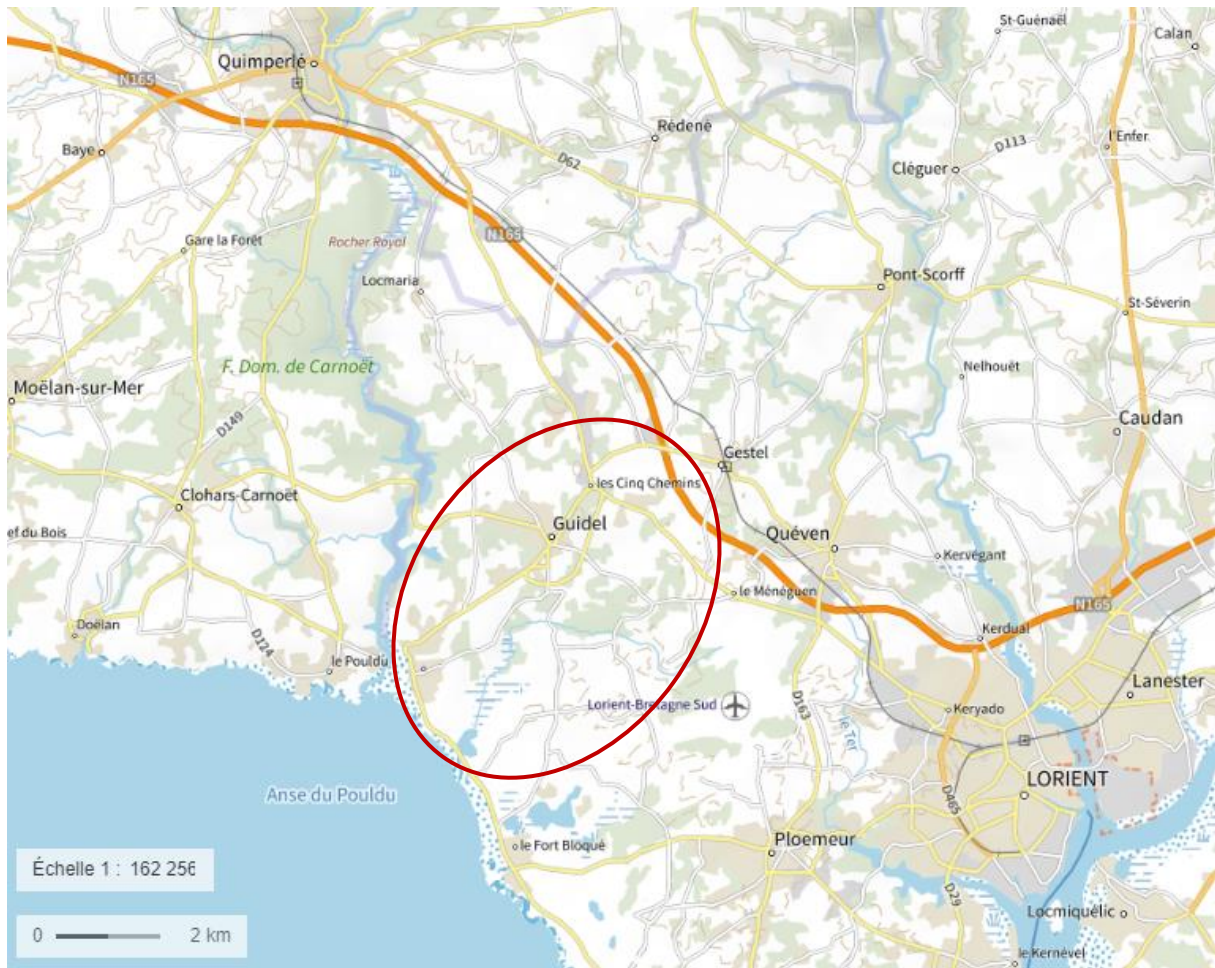 St-Guénaël
Calan
Quimperlé
N165
Rédené
l'Enfer
Baye
D62
D113
Cléguer
Gare la Forêt
Rocher Royal
N165
Locmaria
Pont-Scorff
St-Séverin
F. Dom. de Carnoët
Nelhouët
Moëlan-sur-Mer
D149
Caudan
Gestel
les Cinq Chemins
Clohars-Carnoët
Guidel
ef du Bois
Quéven
Kervégant
le Ménéguen
N165
Doëlan
D124
Kerdual
le Pouldu
Lanester
Lorient-Bretagne Sud
D163
le Ter
Keryado
LORIENT
Anse du Pouldu
D465
le Fort Bloqué
Ploemeur
Échelle 1 : 162 256
D29
Locmiquélic
0 2 km
le Kernével